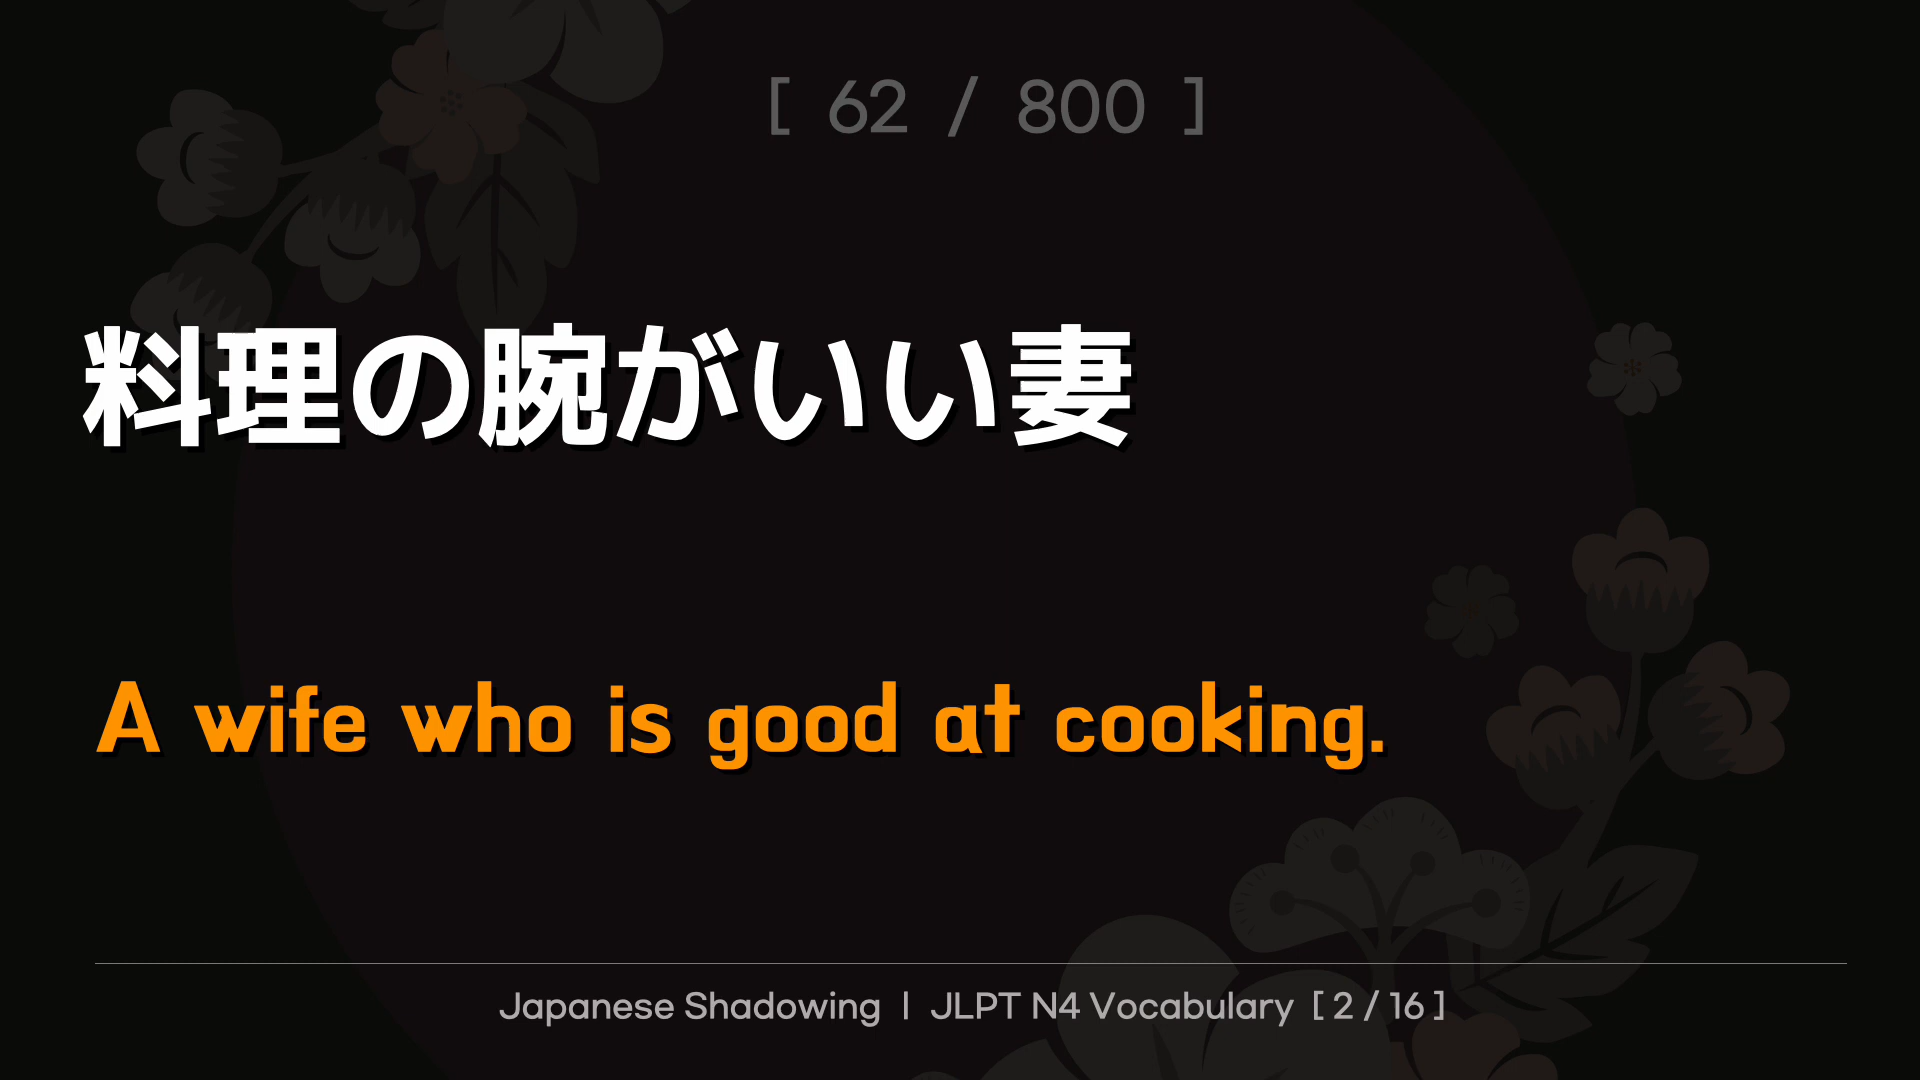 [ 62 / 800 ]
料理の腕がいい妻
A wife who is good at cooking.
Japanese Shadowing | JLPT N4 Vocabulary [ 2 / 16 ]